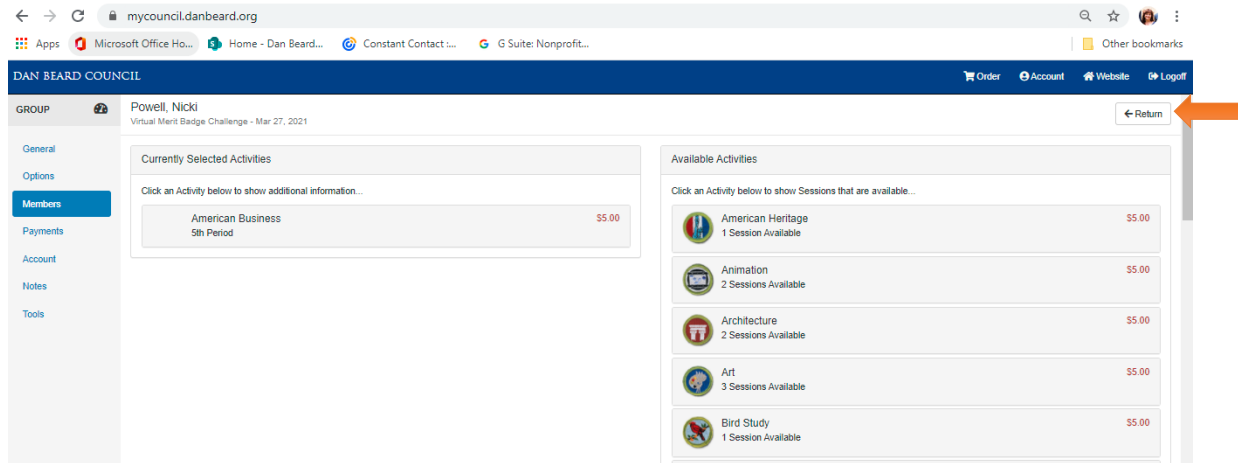 mycouncil.danbeard.org
Apps Microsoft Office Ho... Home - Dan Beard... Constant Contact :... G Suite: Nonprofit... Other bookmarks
DAN BEARD COUNCIL Order Account Website Logoff
GROUP
General
Options
Members
Payments
Account
Notes
Tools
Powell, Nicki
Virtual Merit Badge Challenge - Mar 27, 2021
Return
Currently Selected Activities
Click an Activity below to show additional information...
American Business $5.00
5th Period
Available Activities
Click an Activity below to show Sessions that are available...
American Heritage $5.00
1 Session Available
Animation $5.00
2 Sessions Available
Architecture $5.00
2 Sessions Available
Art $5.00
3 Sessions Available
Bird Study $5.00
1 Session Available